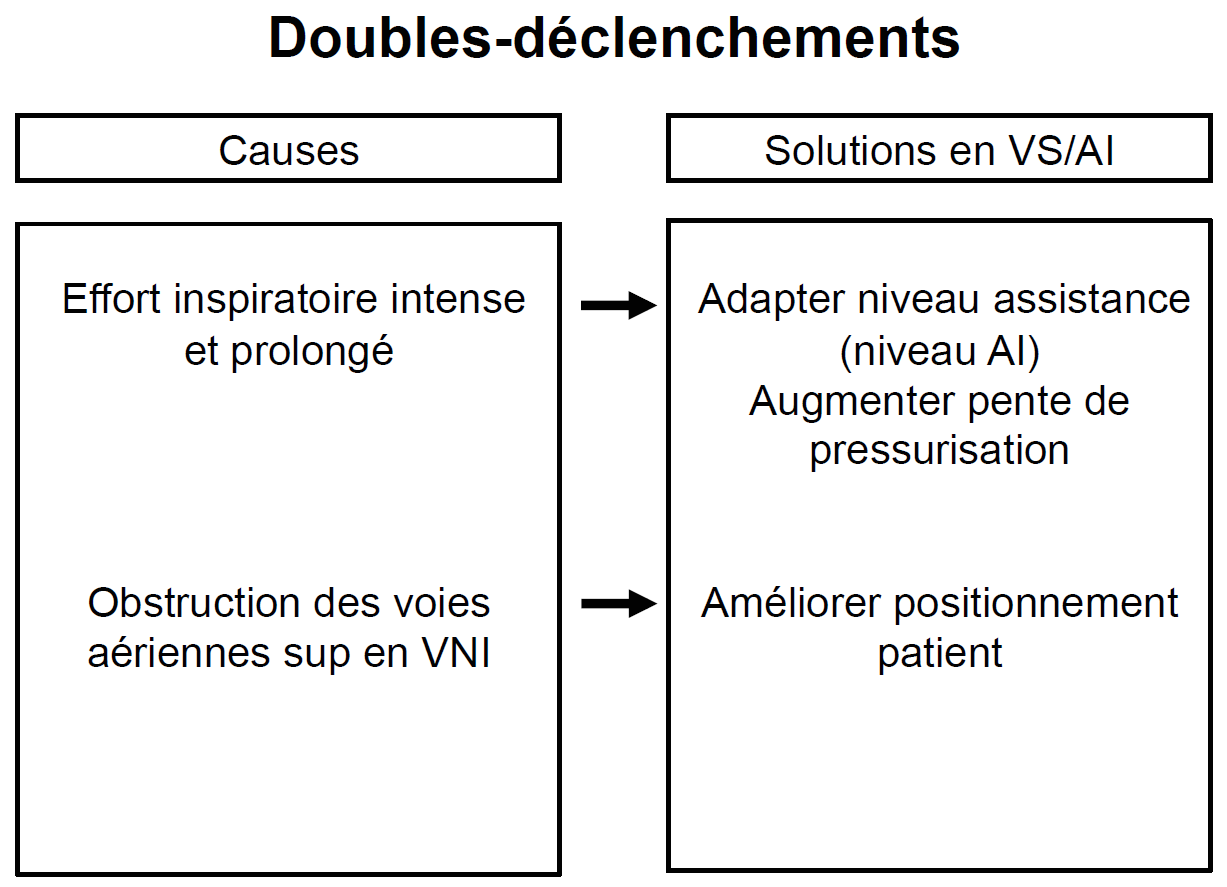 Doubles-déclenchements
Causes
Solutions en VS/AI
Effort inspiratoire intense
et prolongé
Adapter niveau assistance
(niveau AI)
Augmenter pente de
pressurisation
Obstruction des voies
aériennes sup en VNI
Améliorer positionnement
patient